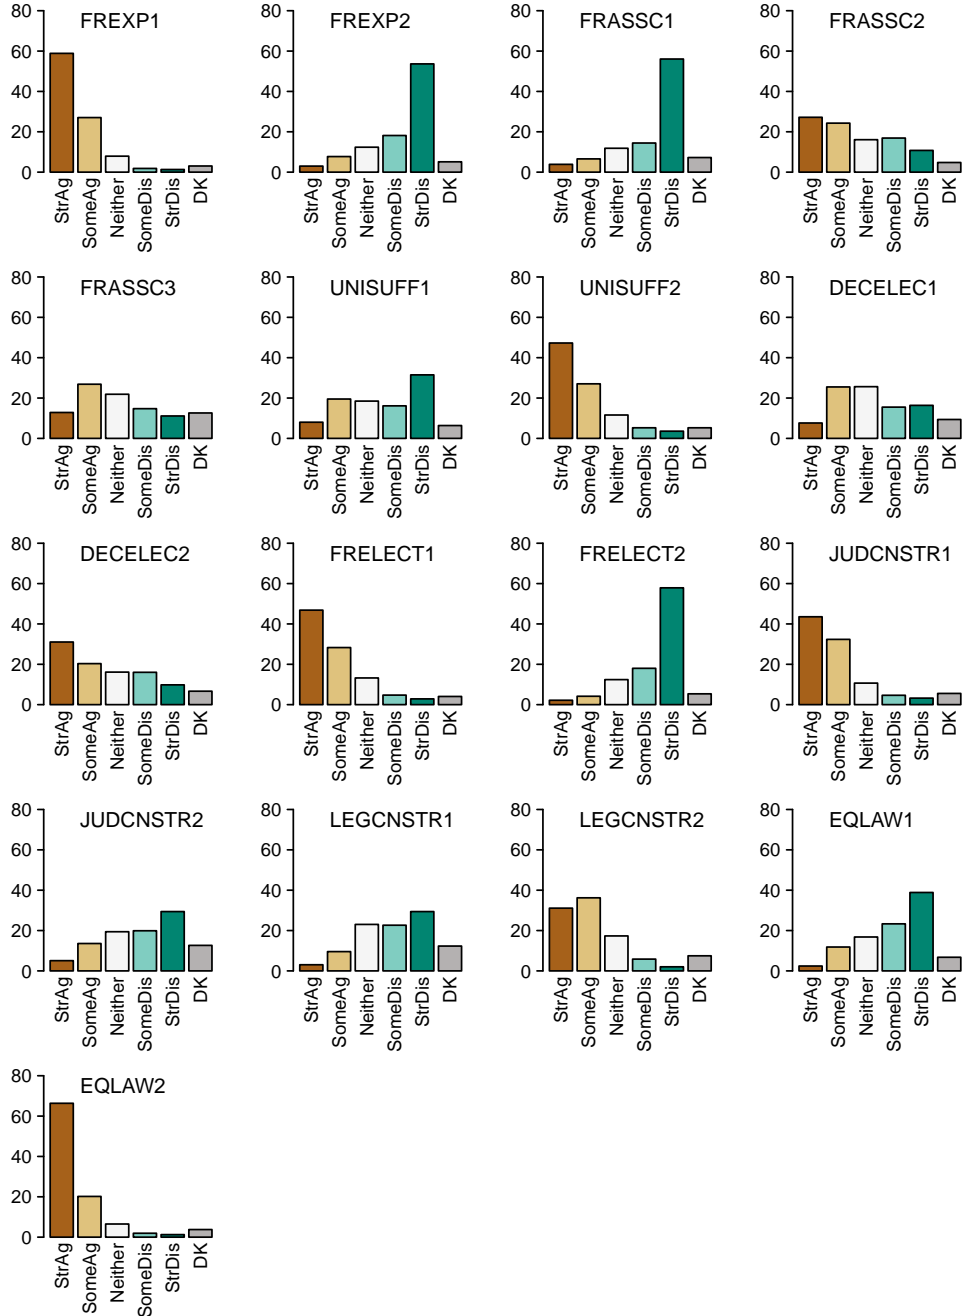 FREXP1 FREXP2 FRASSC1 FRASSC2
80 80 80 80
60 60 60 60
40 40 40 40
20 20 20 20
0 0 0 0
StrAg SomeAg Neither SomeDis StrDis DK StrAg SomeAg Neither SomeDis StrDis DK StrAg SomeAg Neither SomeDis StrDis DK StrAg SomeAg Neither SomeDis StrDis DK
FRASSC3 UNISUFF1 UNISUFF2 DECELEC1
80 80 80 80
60 60 60 60
40 40 40 40
20 20 20 20
0 0 0 0
StrAg SomeAg Neither SomeDis StrDis DK StrAg SomeAg Neither SomeDis StrDis DK StrAg SomeAg Neither SomeDis StrDis DK StrAg SomeAg Neither SomeDis StrDis DK
DECELEC2 FRELECT1 FRELECT2 JUDCNSTR1
80 80 80 80
60 60 60 60
40 40 40 40
20 20 20 20
0 0 0 0
StrAg SomeAg Neither SomeDis StrDis DK StrAg SomeAg Neither SomeDis StrDis DK StrAg SomeAg Neither SomeDis StrDis DK StrAg SomeAg Neither SomeDis StrDis DK
JUDCNSTR2 LEGCNSTR1 LEGCNSTR2 EQLAW1
80 80 80 80
60 60 60 60
40 40 40 40
20 20 20 20
0 0 0 0
StrAg SomeAg Neither SomeDis StrDis DK StrAg SomeAg Neither SomeDis StrDis DK StrAg SomeAg Neither SomeDis StrDis DK StrAg SomeAg Neither SomeDis StrDis DK
EQLAW2
80
60
40
20
0
StrAg SomeAg Neither SomeDis StrDis DK